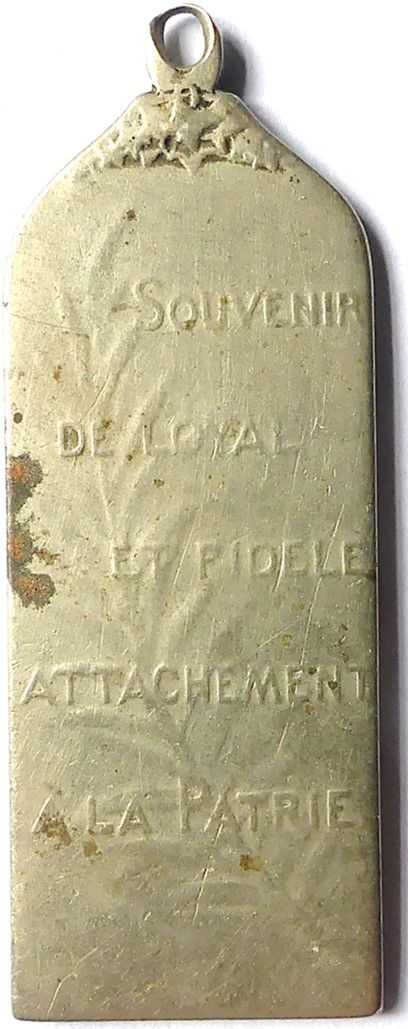 SOUVENIR
DE LOYAL
ET FIDELE
ATTACHEMENT
A LA PATRIE